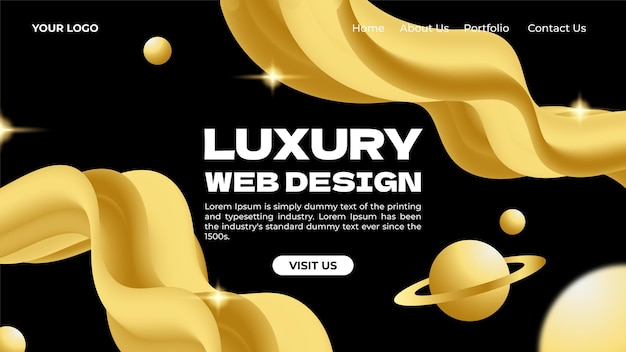 YOUR LOGO
Home About Us Portfolio Contact Us
LUXURY
WEB DESIGN
Lorem Ipsum is simply dummy text of the printing
and typesetting industry. Lorem Ipsum has been
the industry's standard dummy text ever since the
1500s.
VISIT US